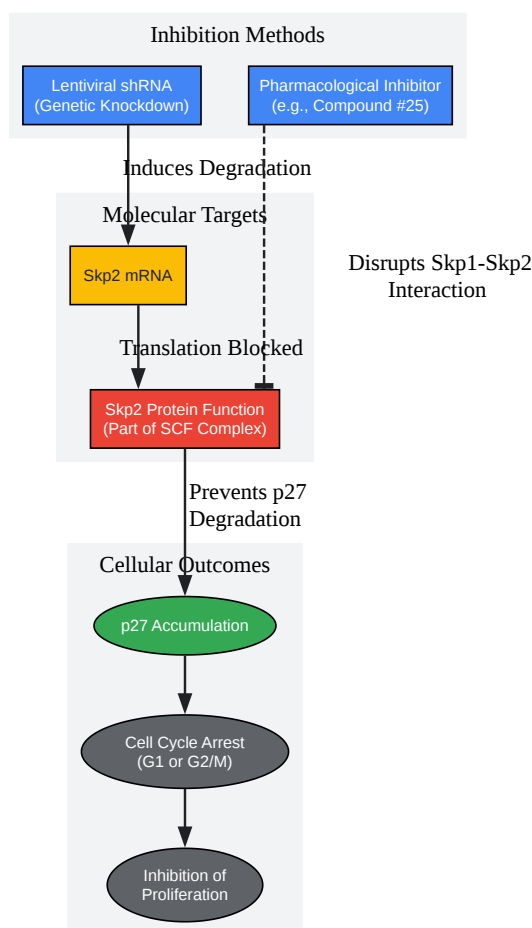 Inhibition Methods
Lentiviral shRNA
(Genetic Knockdown)
Pharmacological Inhibitor
(e.g., Compound #25)
Induces Degradation
Molecular Targets
Disrupts Skp1-Skp2
Interaction
Skp2 mRNA
Translation Blocked
Skp2 Protein Function
(Part of SCF Complex)
Prevents p27
Degradation
Cellular Outcomes
p27 Accumulation
Cell Cycle Arrest
(G1 or G2/M)
Inhibition of
Proliferation